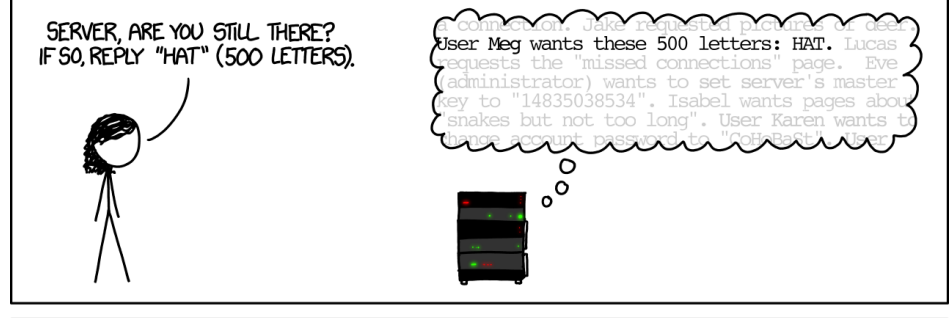 SERVER, ARE YOU STILL THERE?
IF SO, REPLY "HAT" (500 LETTERS).
a connection. Jake requested pictures of deer.
User Meg wants these 500 letters: HAT. Lucas
requests the "missed connections" page. Eve
(administrator) wants to set server's master
key to "14835038534". Isabel wants pages about
"snakes but not too long". User Karen wants to
change account password to "CoHoBaSt". User